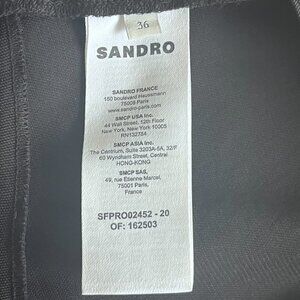 36
SANDRO
SANDRO FRANCE
150 boulevard Haussmann
75008 Paris
www.sandro-paris.com
SMCP USA Inc.
44 Wall Street, 12th Floor
New York, New York 10005
RN132784
SMCP ASIA Inc.
The Centrium, Suite 3203A-5A, 32/F
60 Wyndham Street, Central
HONG-KONG
SMCP SAS,
49, rue Etienne Marcel,
75001 Paris,
France
SFPRO02452 - 20
OF: 162503